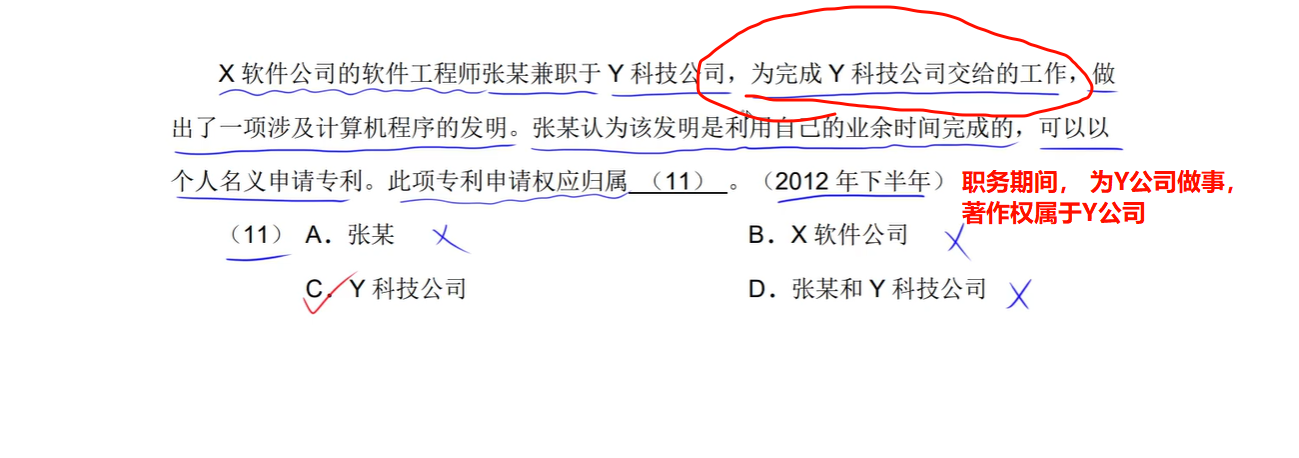 X 软件公司的软件工程师张某兼职于 Y 科技公司，为完成 Y 科技公司交给的工作，做
出了一项涉及计算机程序的发明。张某认为该发明是利用自己的业余时间完成的，可以以
个人名义申请专利。此项专利申请权应归属 （11） 。（2012 年下半年）
职务期间， 为Y公司做事，
著作权属于Y公司
（11） A．张某 B．X 软件公司
C．Y 科技公司 D．张某和 Y 科技公司